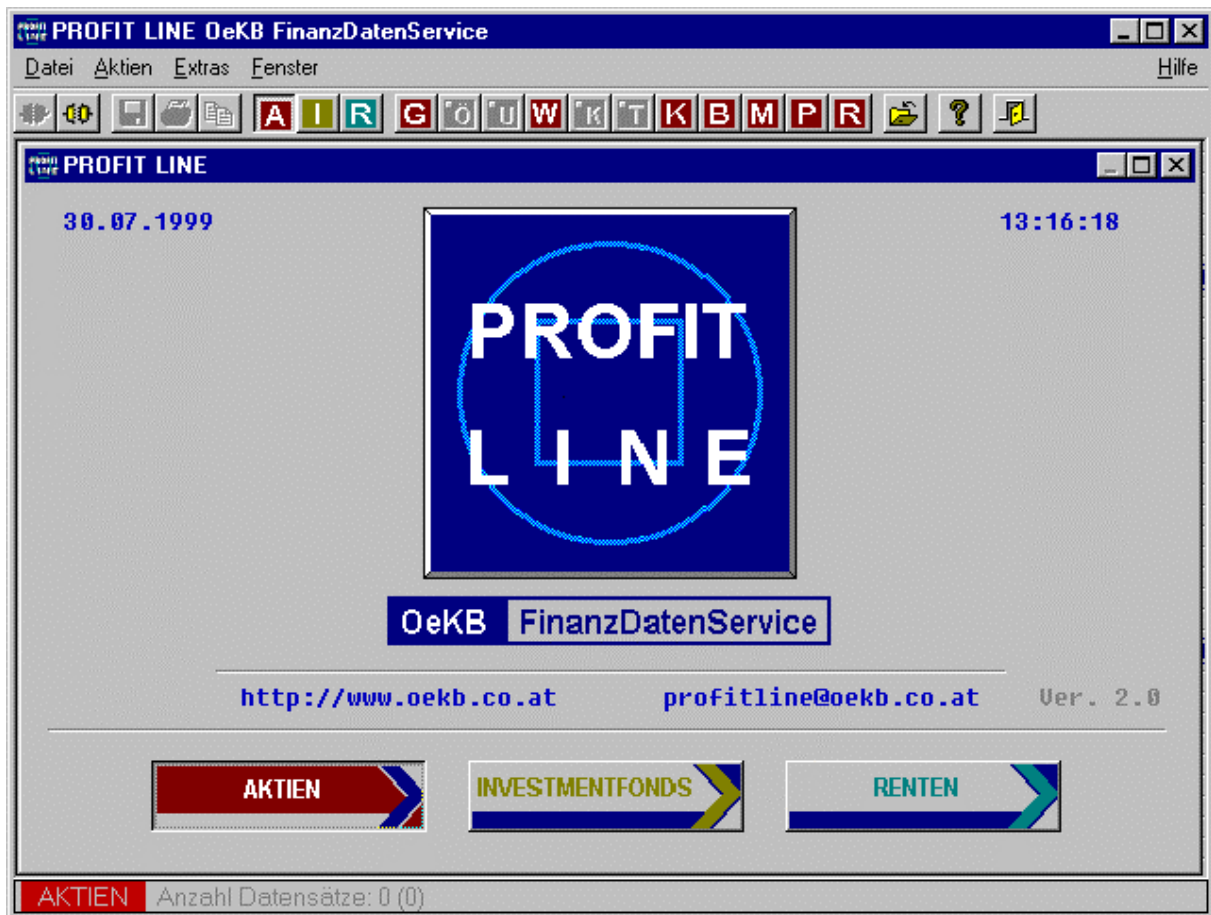 PROFIT LINE OeKB FinanzDatenService
Datei Aktien Extras Fenster Hilfe
A I R G Ö U W K T K B M P R ?
PROFIT LINE
30.07.1999 13:16:18
PROFIT
LINE
OeKB FinanzDatenService
http://www.oekb.co.at profitline@oekb.co.at Ver. 2.0
AKTIEN INVESTMENTFONDS RENTEN
AKTIEN Anzahl Datensätze: 0 (0)